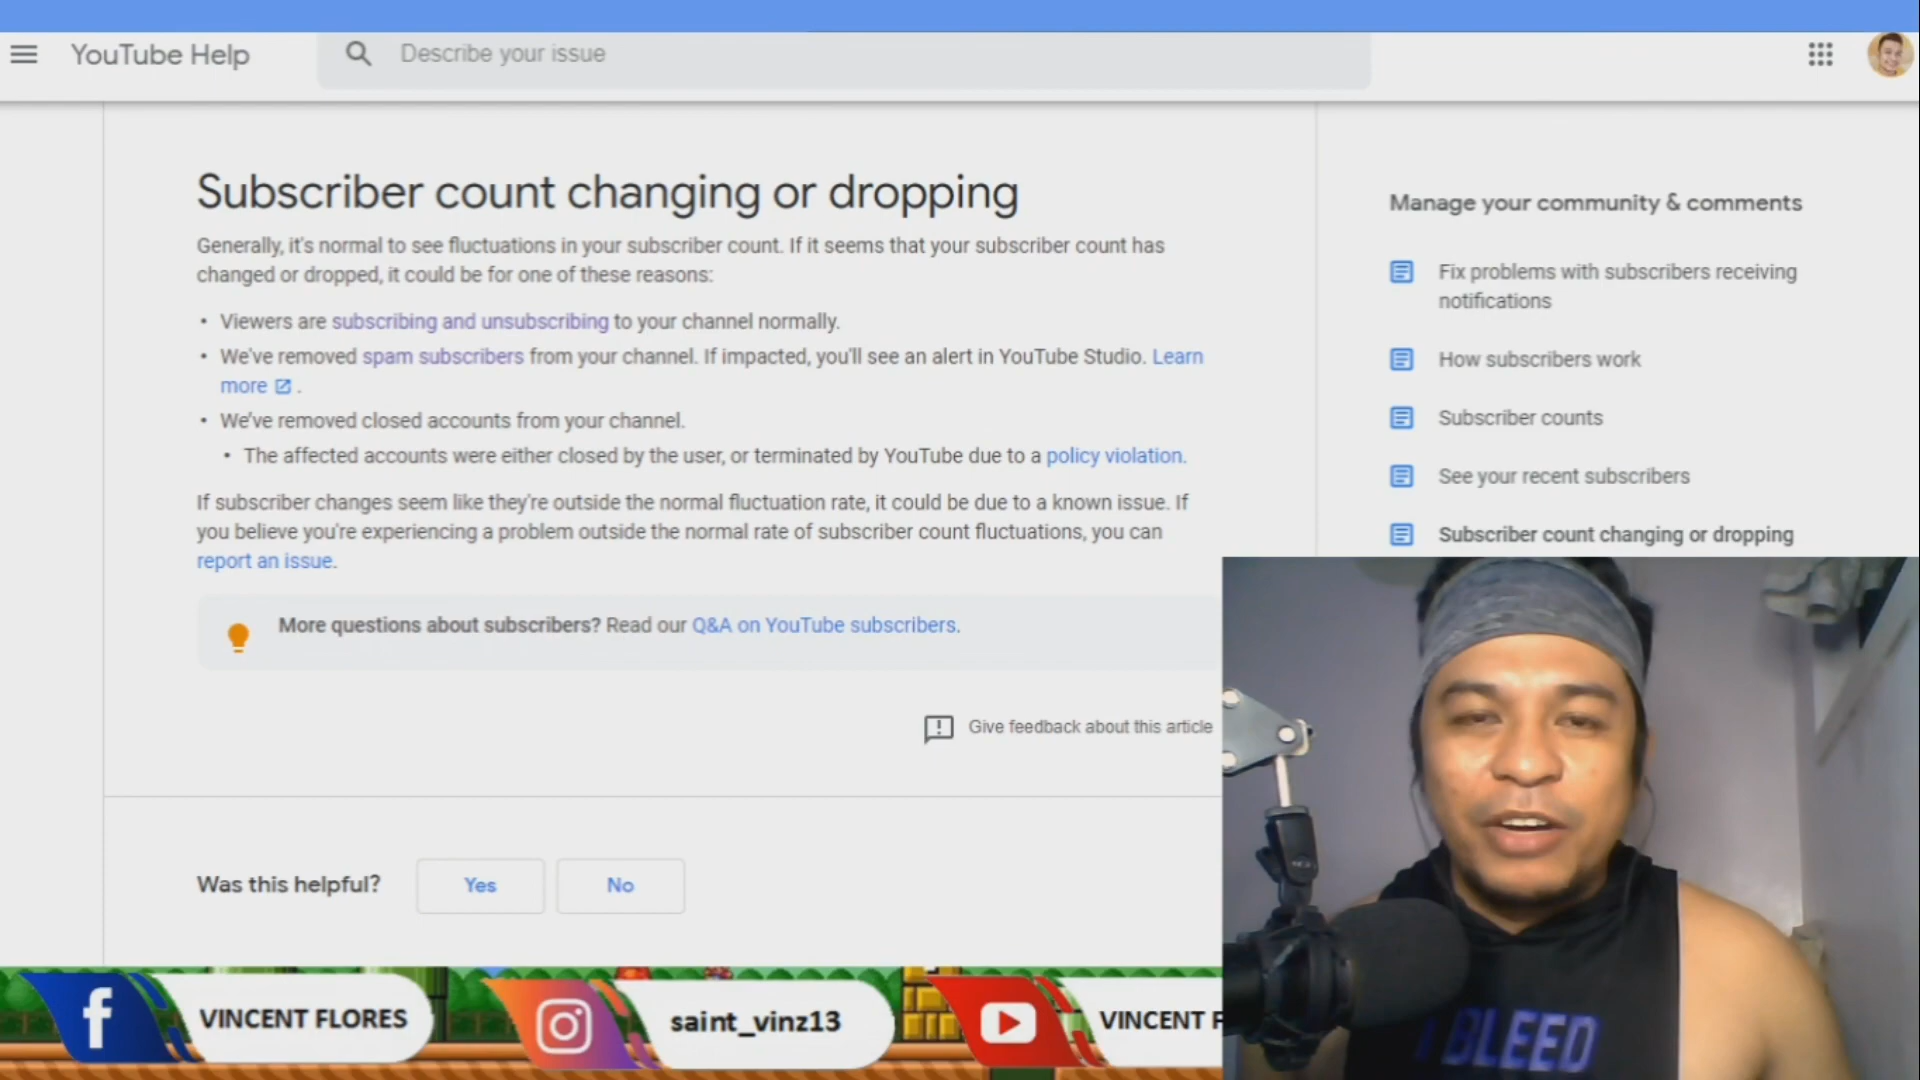 YouTube Help
Describe your issue
Subscriber count changing or dropping
Generally, it's normal to see fluctuations in your subscriber count. If it seems that your subscriber count has
changed or dropped, it could be for one of these reasons:
• Viewers are subscribing and unsubscribing to your channel normally.
• We've removed spam subscribers from your channel. If impacted, you'll see an alert in YouTube Studio. Learn
more .
• We've removed closed accounts from your channel.
• The affected accounts were either closed by the user, or terminated by YouTube due to a policy violation.
If subscriber changes seem like they're outside the normal fluctuation rate, it could be due to a known issue. If
you believe you're experiencing a problem outside the normal rate of subscriber count fluctuations, you can
report an issue.
More questions about subscribers? Read our Q&A on YouTube subscribers.
Give feedback about this article
Was this helpful?
Yes
No
Manage your community & comments
Fix problems with subscribers receiving
notifications
How subscribers work
Subscriber counts
See your recent subscribers
Subscriber count changing or dropping
I BLEED
VINCENT FLORES
saint_vinz13
VINCENT F